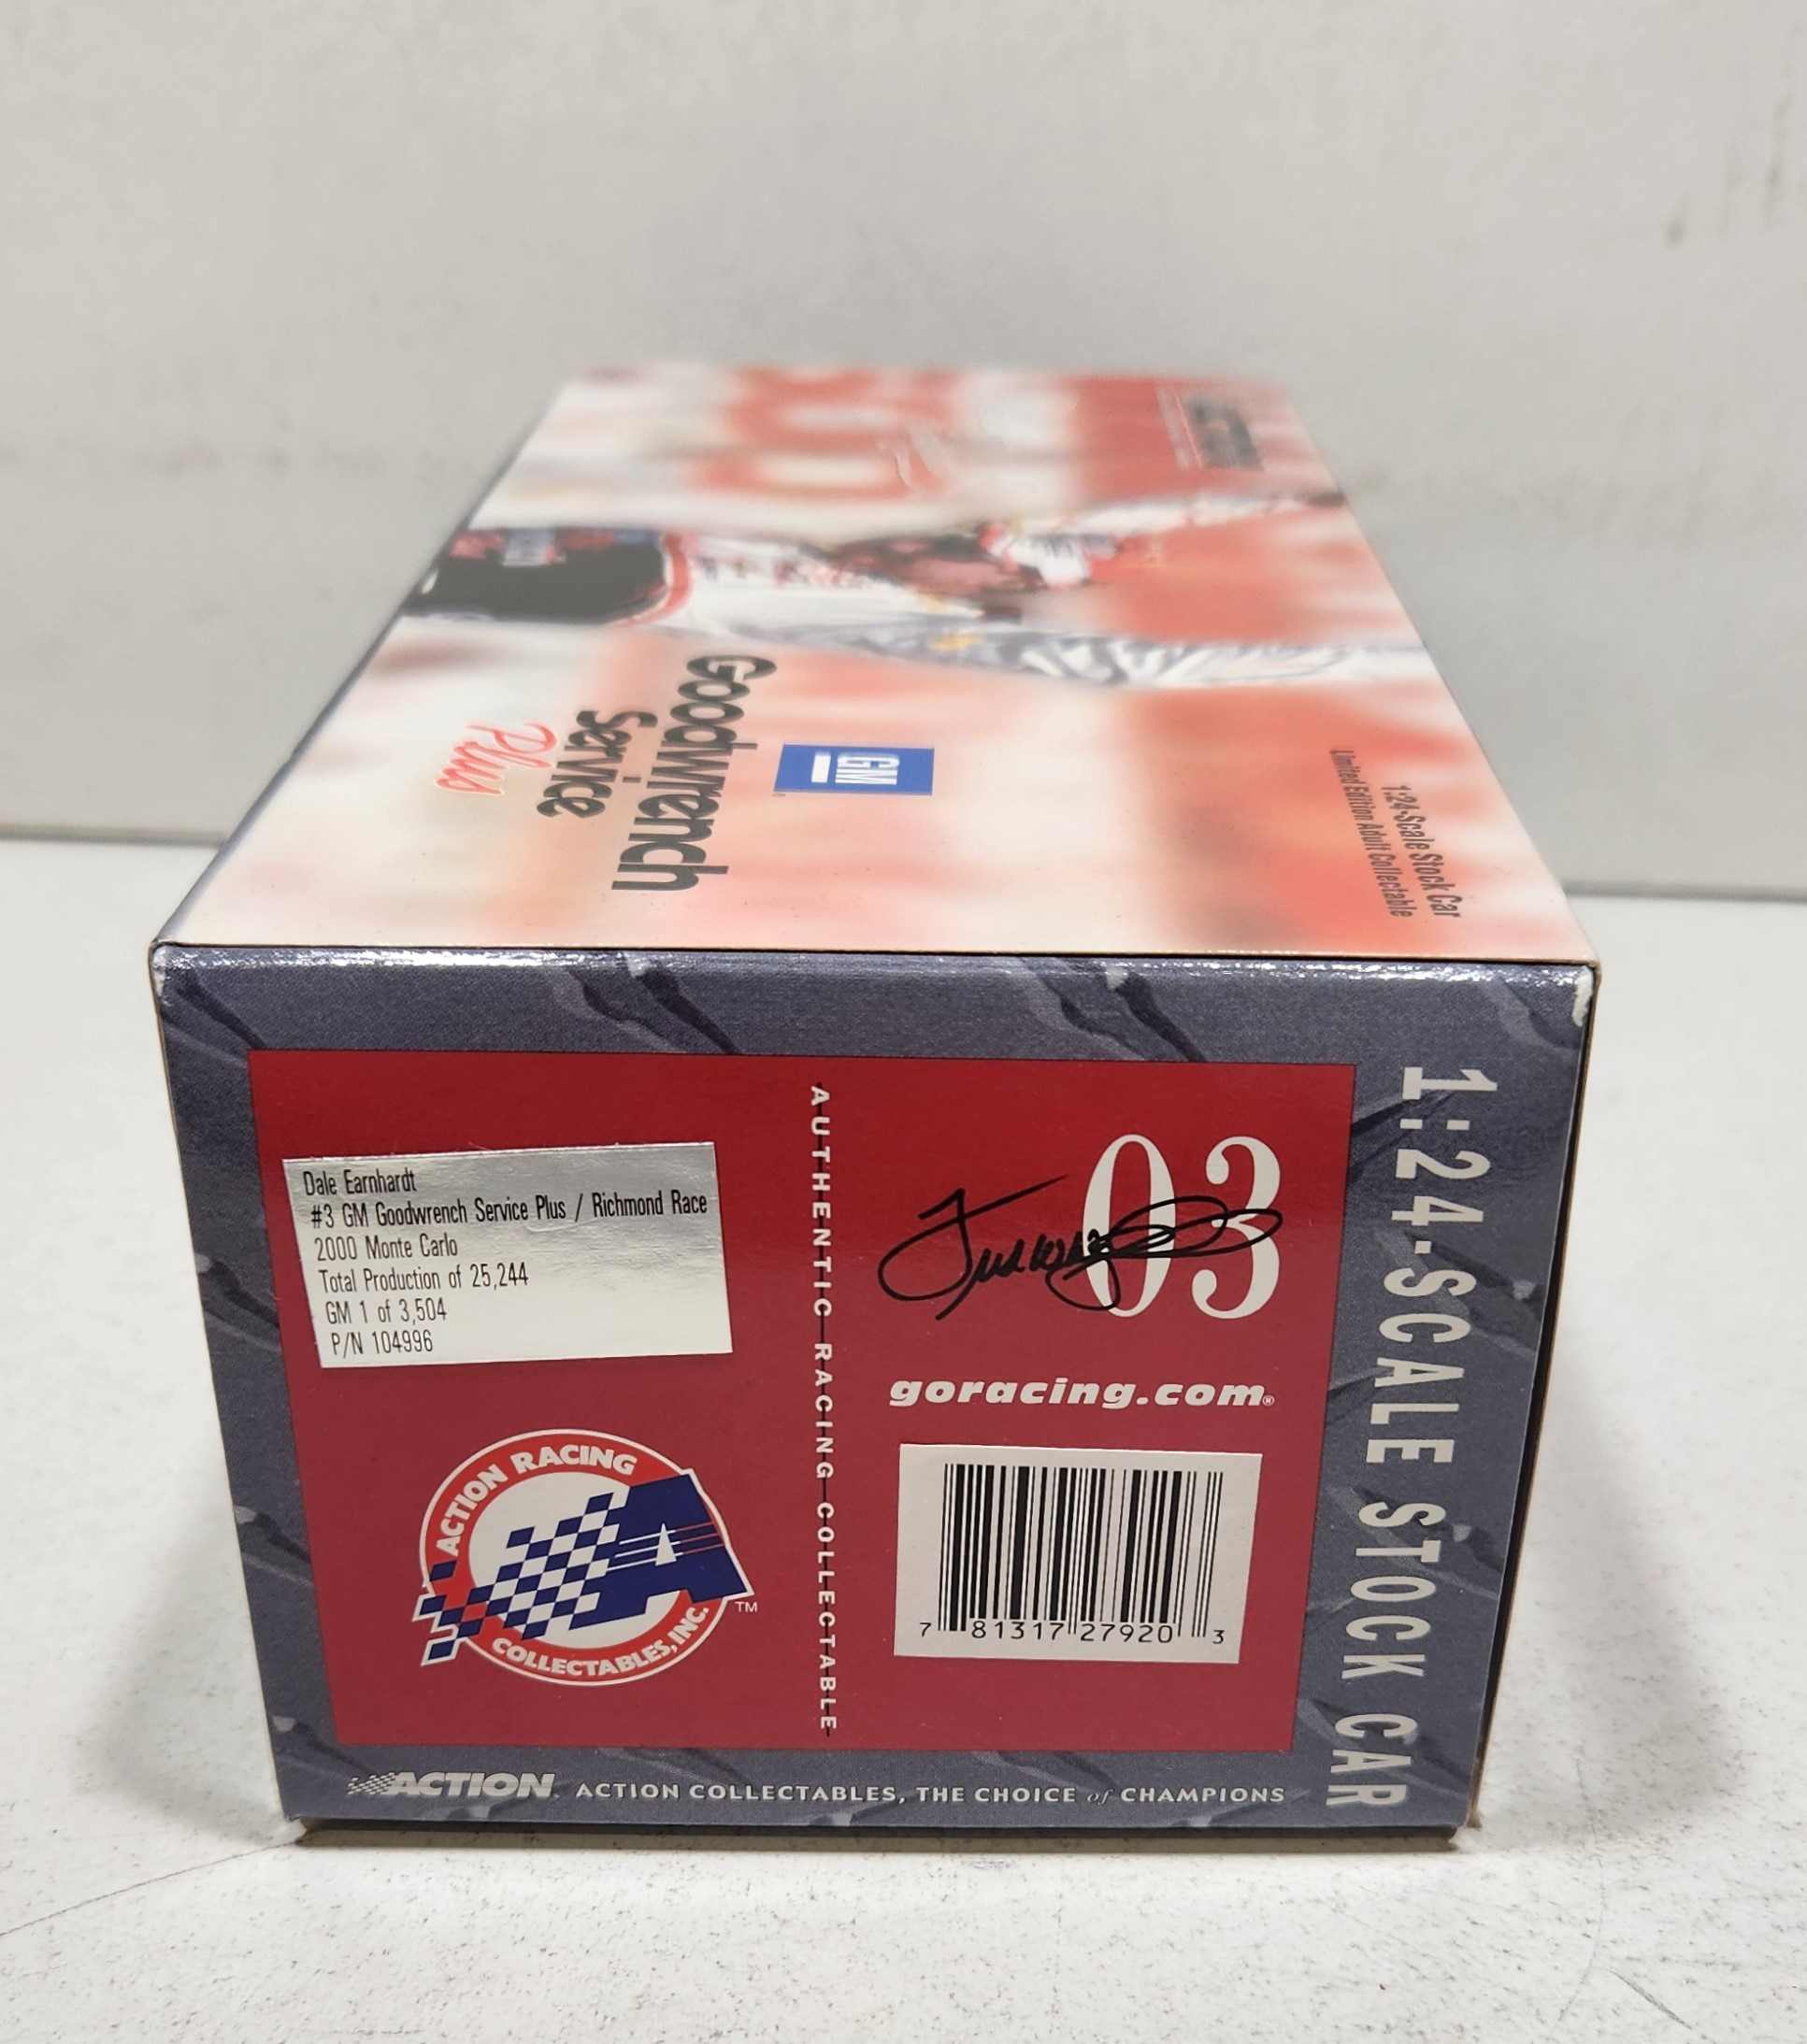 GM
Goodwrench
Service
Plus
1:24-Scale Stock Car
Limited Edition Adult Collectable
Dale Earnhardt
#3 GM Goodwrench Service Plus / Richmond Race
2000 Monte Carlo
Total Production of 25,244
GM 1 of 3,504
P/N 104996
ACTION RACING
COLLECTABLES, INC.
TM
AUTHENTIC RACING COLLECTABLE
03
goracing.com®
7 81317 27920 3
1:24-SCALE STOCK CAR
ACTION ACTION COLLECTABLES, THE CHOICE of CHAMPIONS